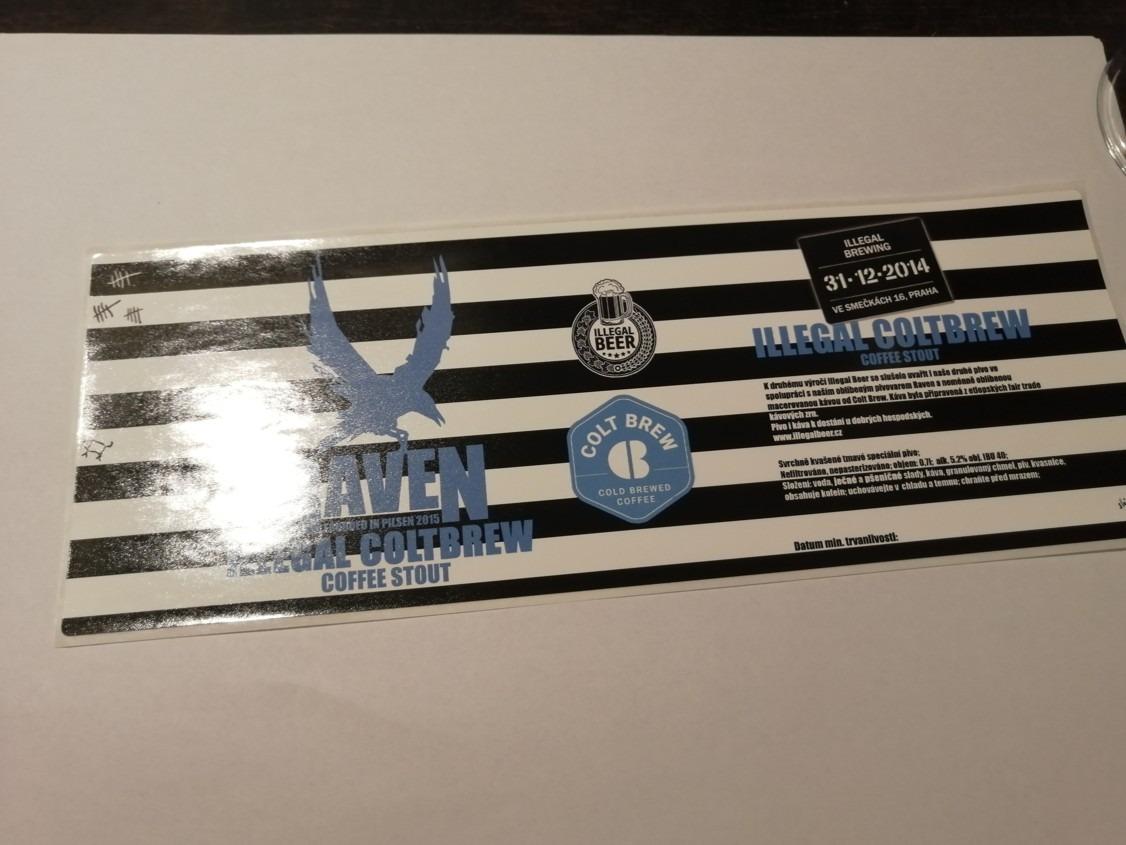 RAVEN
IN PILSEN 2015
ILLEGAL COLTBREW
COFFEE STOUT
ILLEGAL
BEER
COLT BREW
COLD BREWED
COFFEE
ILLEGAL
BREWING
31·12·2014
VE SMEČKÁCH 16, PRAHA
ILLEGAL COLTBREW
COFFEE STOUT
K druhému výročí Illegal Beer se slušelo uvařit i naše druhé pivo ve
spolupráci s naším oblíbeným pivovarem Raven a neméně oblíbenou
macerovanou kávou od Colt Brew. Káva byla připravená z etiopských fair trade
kávových zrn.
Pivo i káva k dostání u dobrých hospodských.
www.illegalbeer.cz
Svrchně kvašené tmavé speciální pivo;
Nefiltrováno, nepasterizováno; objem: 0,7l; alk. 5,2% obj. IBU 40;
Složení: voda, ječné a pšeničné slady, káva, granulovaný chmel, piv. kvasnice,
obsahuje kofein; uchovávejte v chladu a temnu; chraňte před mrazem;
Datum min. trvanlivosti: